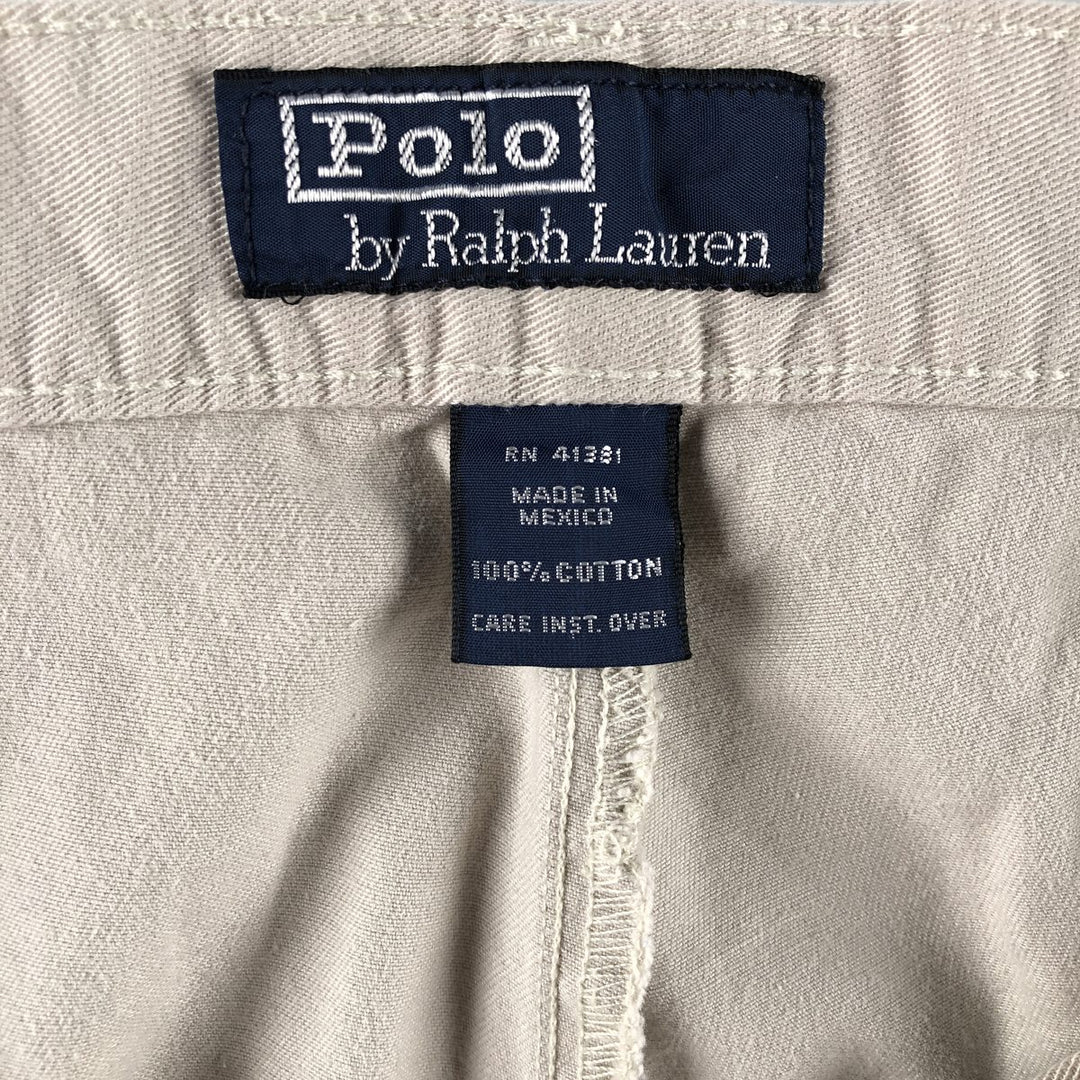 Polo
by Ralph Lauren
RN 41381
MADE IN
MEXICO
100% COTTON
CARE INST. OVER